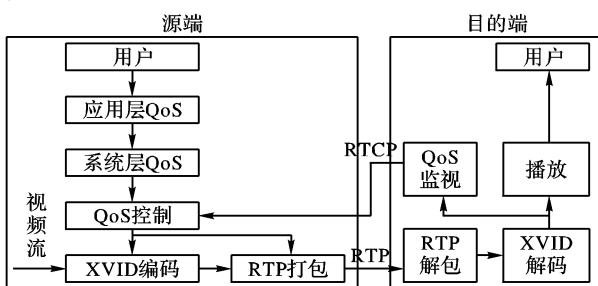 源端
目的端
用户
用户
应用层QoS
系统层QoS
RTCP
QoS
监视
播放
视
频
流
QoS控制
XVID编码
RTP打包
RTP
RTP
解包
XVID
解码